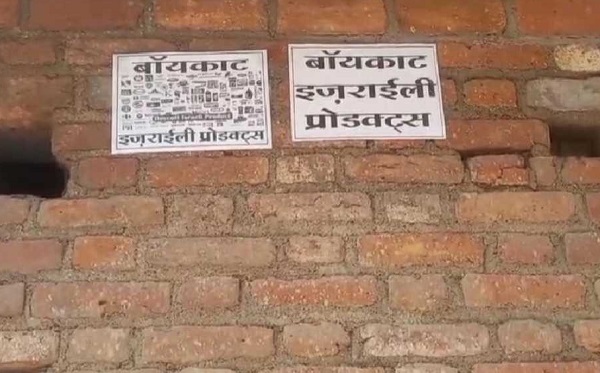 बॉयकाट
इज़राईली प्रोडक्ट्स
बॉयकाट
इज़राईली
प्रोडक्ट्स